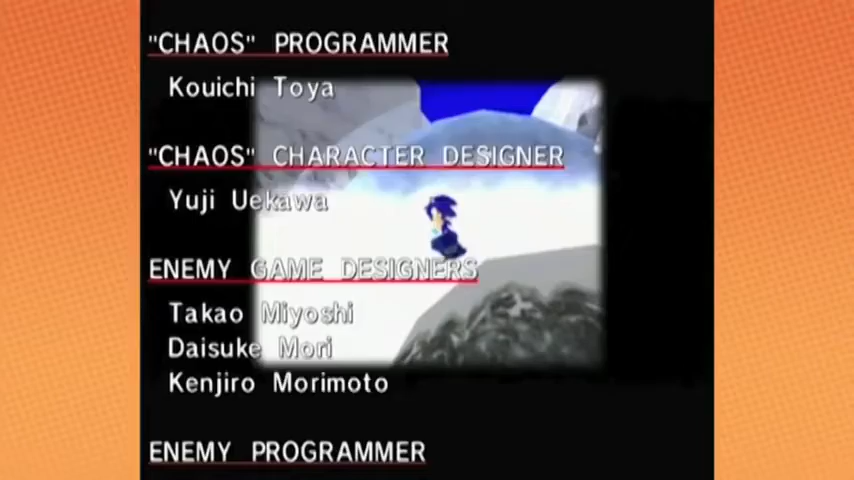 "CHAOS" PROGRAMMER
Kouichi Toya
"CHAOS" CHARACTER DESIGNER
Yuji Uekawa
ENEMY GAME DESIGNERS
Takao Miyoshi
Daisuke Mori
Kenjiro Morimoto
ENEMY PROGRAMMER